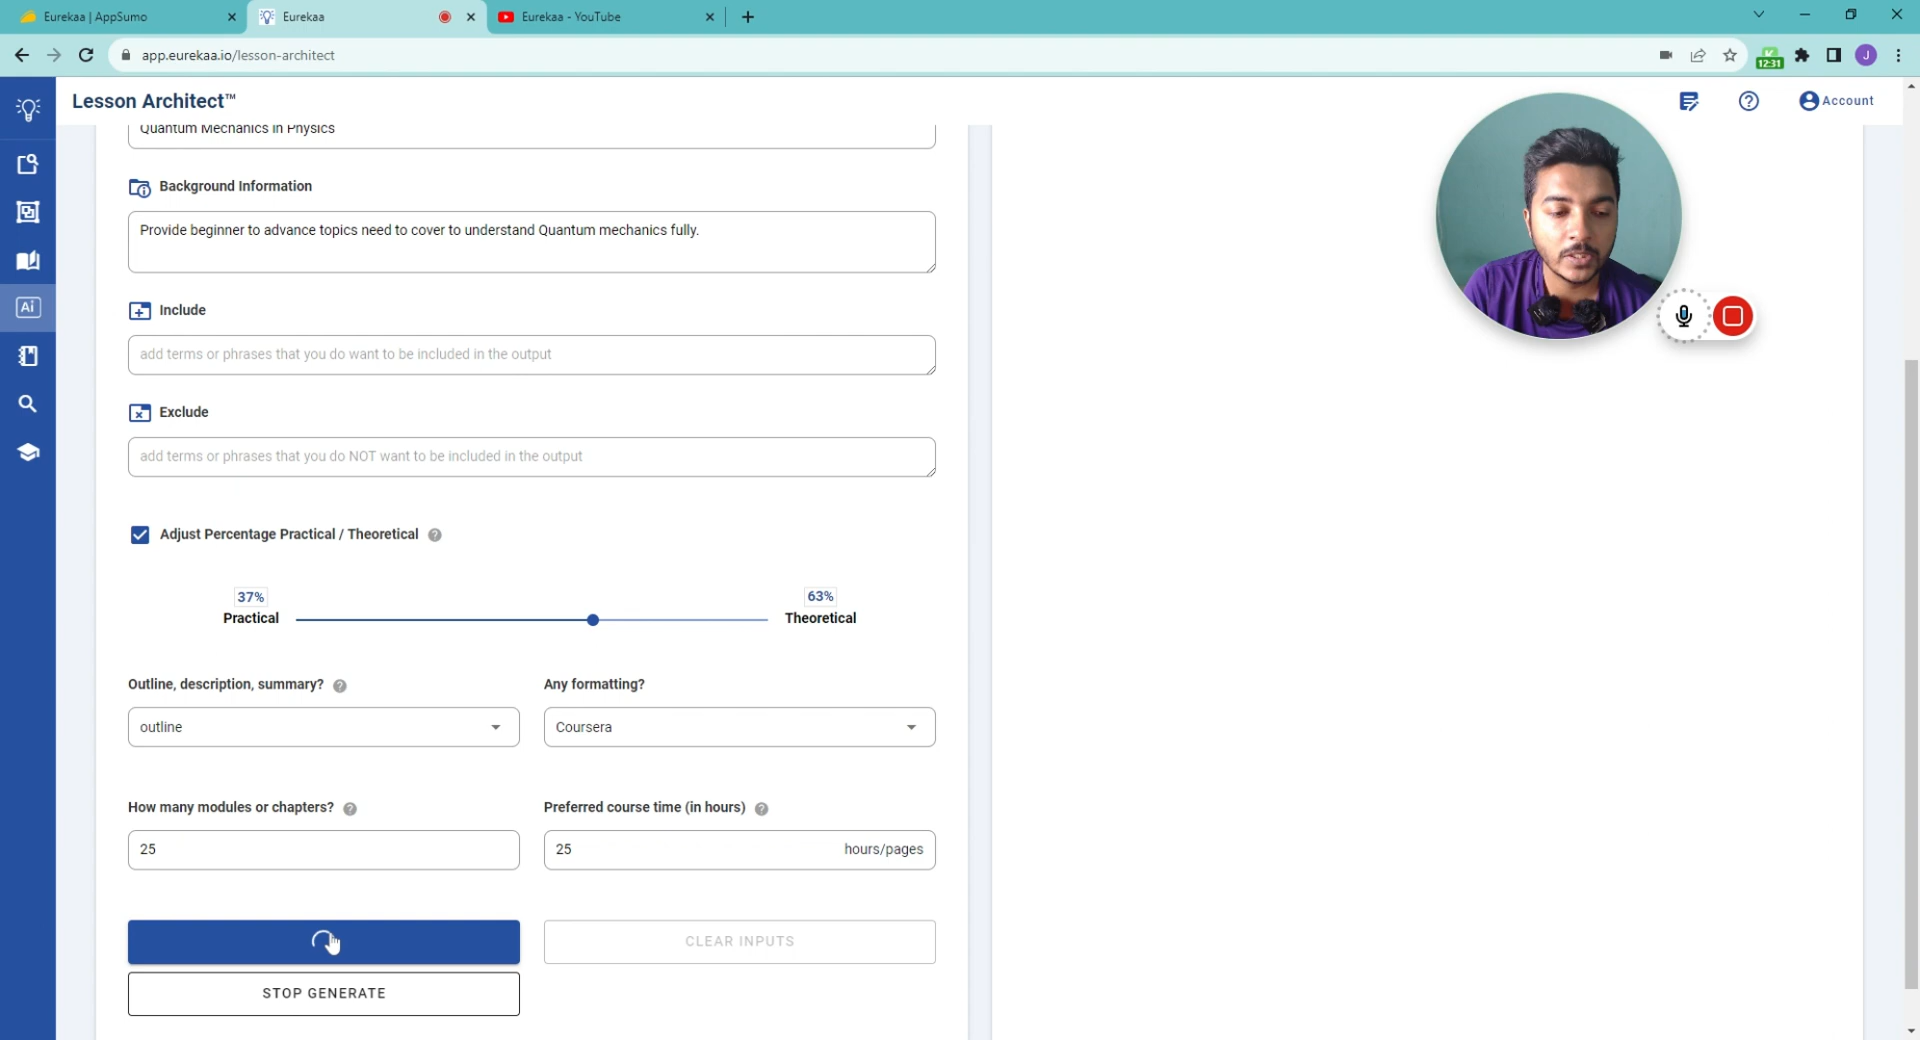 Eurekaa | AppSumo
Eurekaa
Eurekaa - YouTube
app.eurekaa.io/lesson-architect
12:31
J
Lesson Architect™
Account
Quantum Mechanics in Physics
Background Information
Provide beginner to advance topics need to cover to understand Quantum mechanics fully.
Include
add terms or phrases that you do want to be included in the output
Exclude
add terms or phrases that you do NOT want to be included in the output
Ai
Adjust Percentage Practical / Theoretical
37%
63%
Practical
Theoretical
Outline, description, summary?
Any formatting?
outline
Coursera
How many modules or chapters?
Preferred course time (in hours)
25
25
hours/pages
CLEAR INPUTS
STOP GENERATE